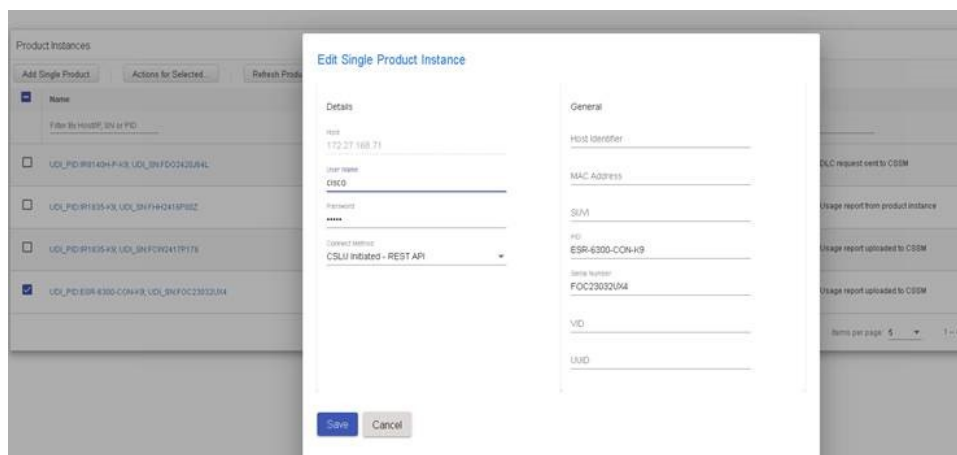 Product Instances
Add Single Product
Actions for Selected...
Refresh Produ
Name
Filter By Host/IP, SN or PID
UDI_PID:IR8140H-P-K9; UDI_SN:FDO2420J54L
DLC request sent to CSSM
UDI_PID:IR1835-K9; UDI_SN:FHH2416P00Z
Usage report from product instance
UDI_PID:IR1835-K9; UDI_SN:FCW2417P178
Usage report uploaded to CSSM
UDI_PID:ESR-6300-CON-K9; UDI_SN:FOC23032UX4
Usage report uploaded to CSSM
items per page: 5
1 –
Edit Single Product Instance
Details
Host
172.27.168.71
User Name
cisco
Password
•••••
Connect Method
CSLU Initiated - REST API
General
Host Identifier
MAC Address
SUVI
PID
ESR-6300-CON-K9
Serial Number
FOC23032UX4
VID
UUID
Save
Cancel